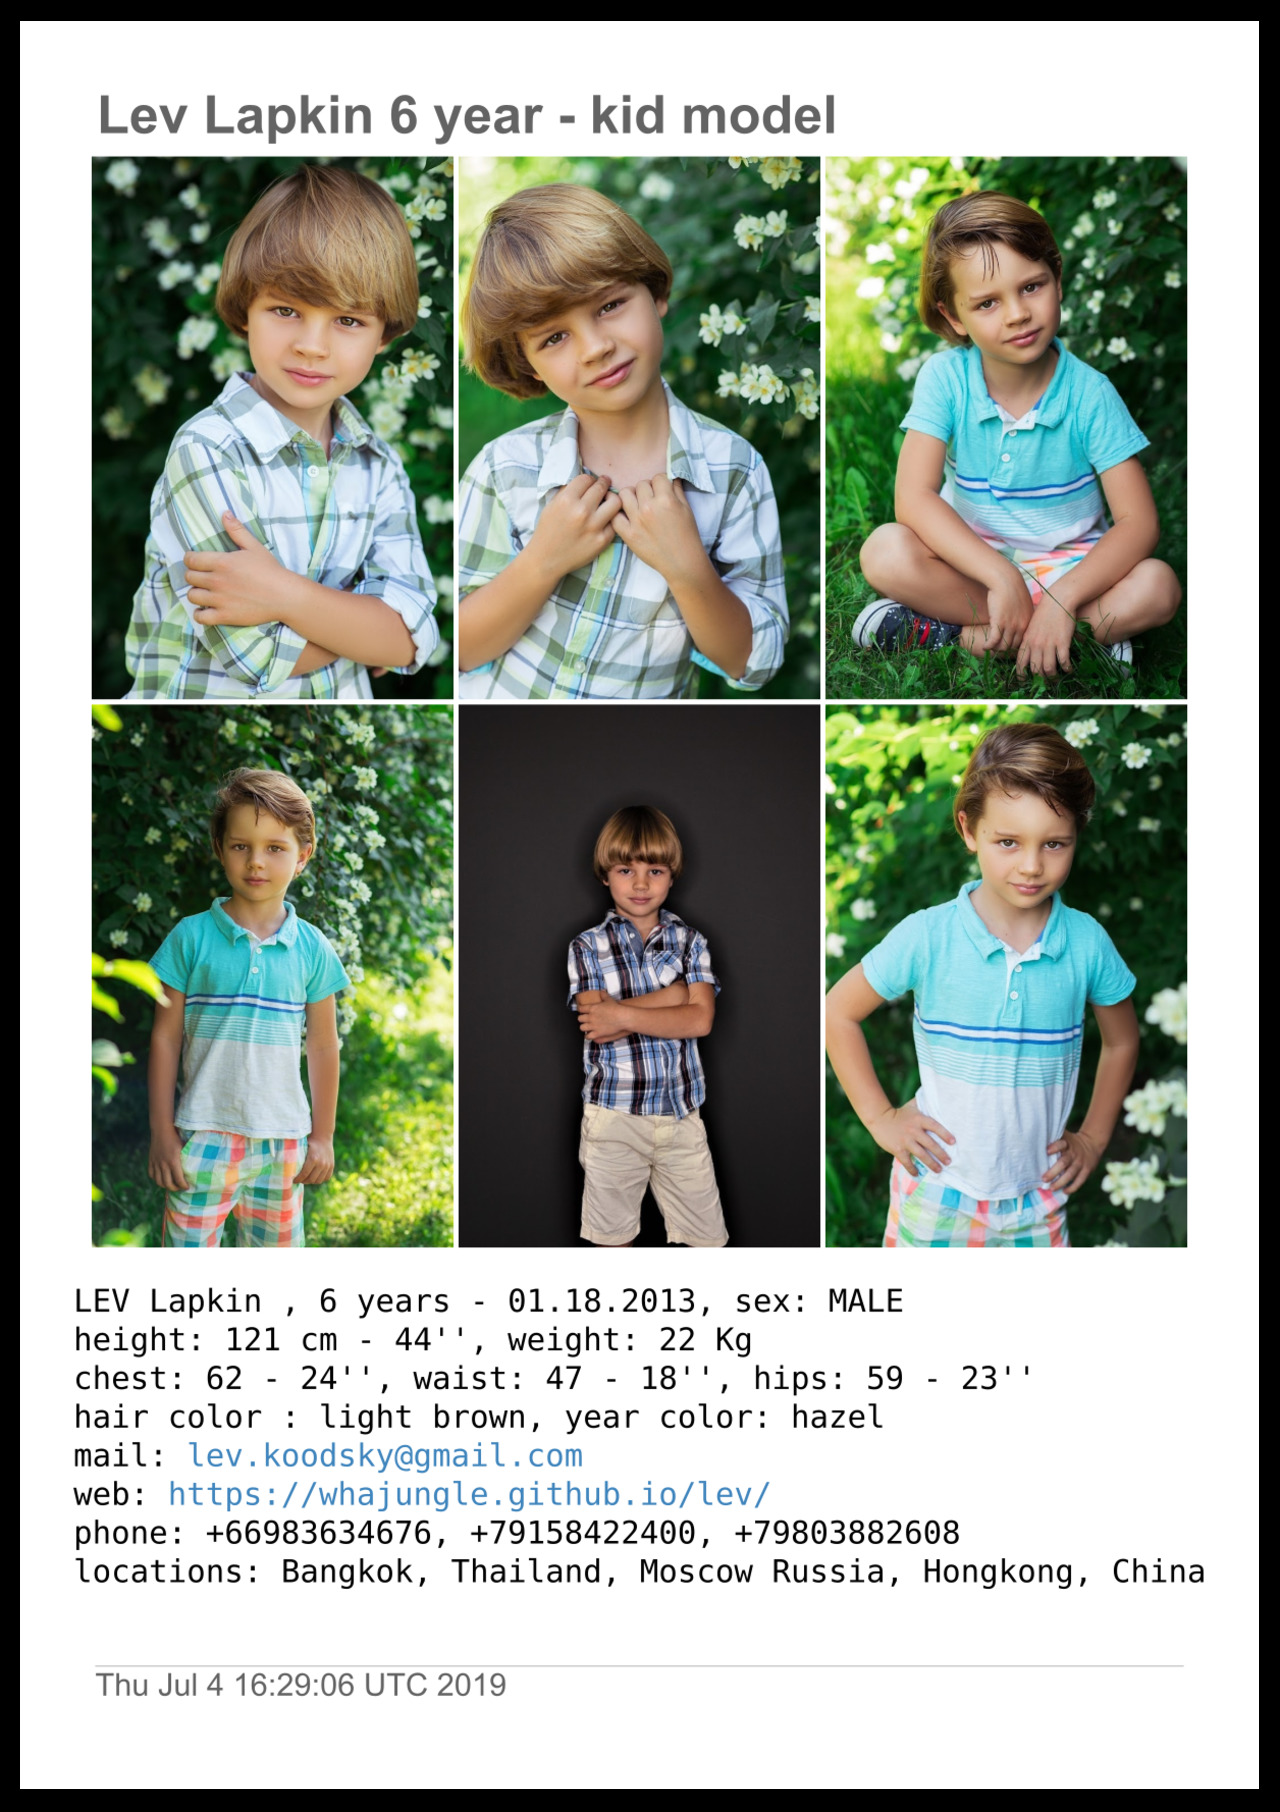 Lev Lapkin 6 year - kid model
LEV Lapkin , 6 years - 01.18.2013, sex: MALE
height: 121 cm - 44'', weight: 22 Kg
chest: 62 - 24'', waist: 47 - 18'', hips: 59 - 23''
hair color : light brown, year color: hazel
mail: lev.koodsky@gmail.com
web: https://whajungle.github.io/lev/
phone: +66983634676, +79158422400, +79803882608
locations: Bangkok, Thailand, Moscow Russia, Hongkong, China
Thu Jul 4 16:29:06 UTC 2019